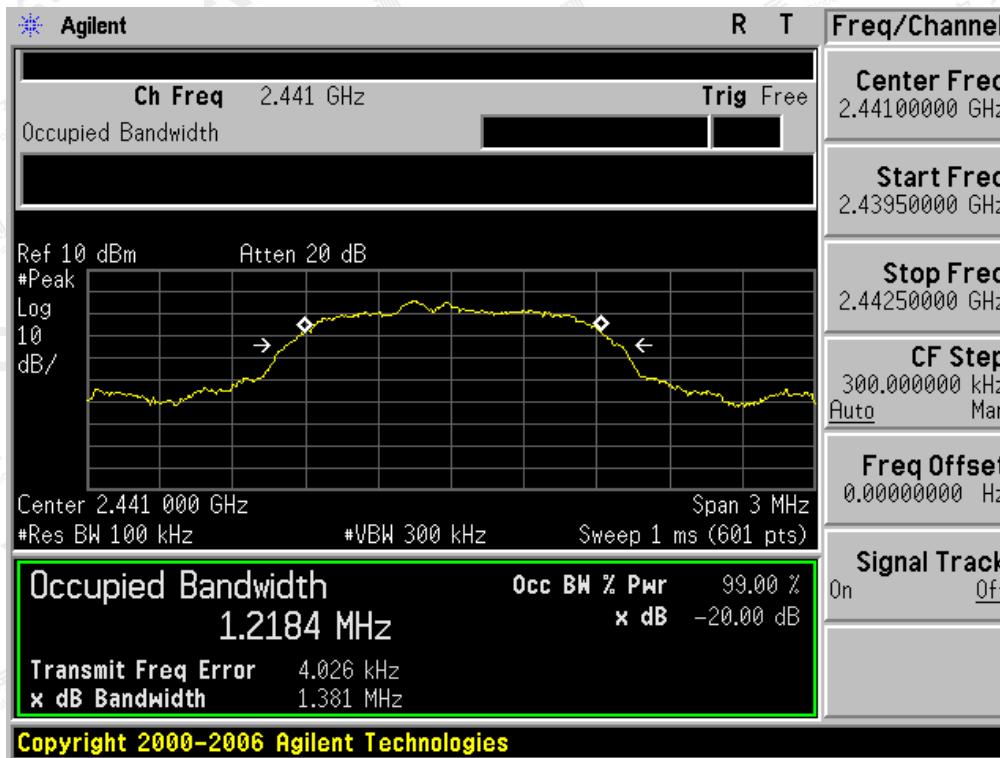 Agilent R T
Ch Freq 2.441 GHz Trig Free
Occupied Bandwidth
Ref 10 dBm Atten 20 dB
#Peak
Log
10
dB/
Center 2.441 000 GHz Span 3 MHz
#Res BW 100 kHz #VBW 300 kHz Sweep 1 ms (601 pts)
Occupied Bandwidth Occ BW % Pwr 99.00 %
1.2184 MHz x dB -20.00 dB
Transmit Freq Error 4.026 kHz
x dB Bandwidth 1.381 MHz
Copyright 2000-2006 Agilent Technologies
Freq/Channel
Center Freq
2.44100000 GHz
Start Freq
2.43950000 GHz
Stop Freq
2.44250000 GHz
CF Step
300.000000 kHz
Auto Man
Freq Offset
0.00000000 Hz
Signal Track
On Off